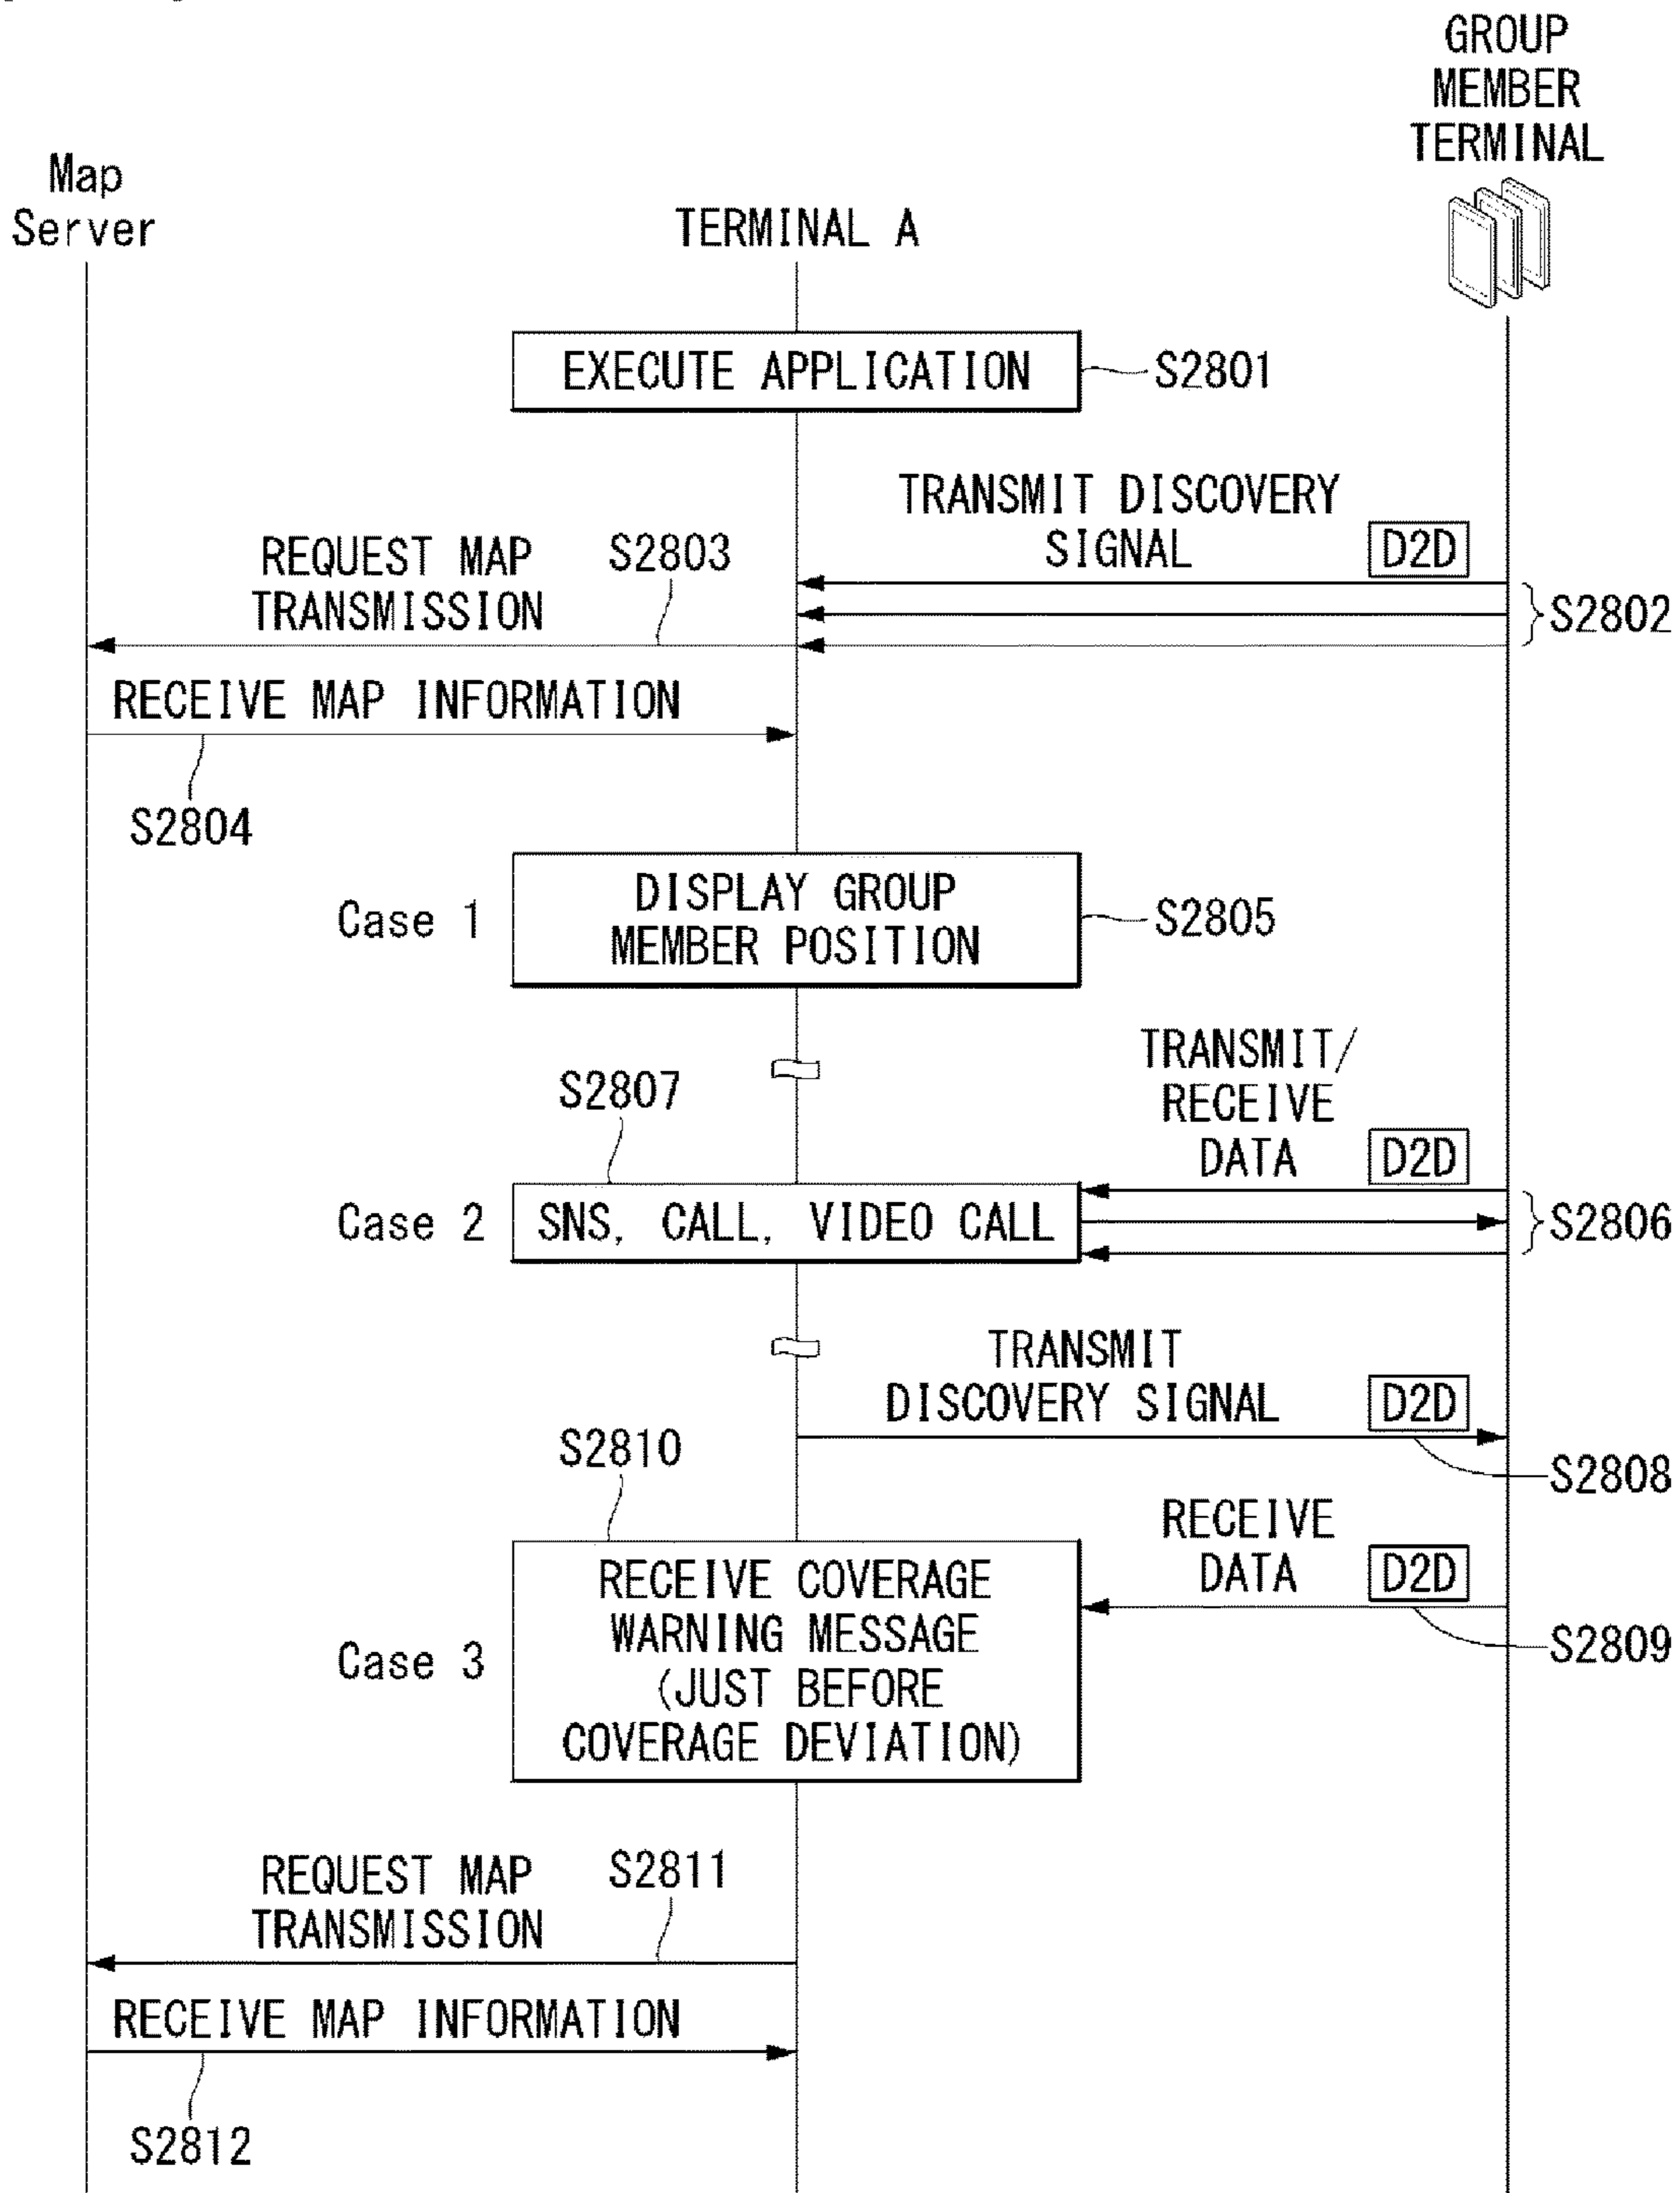 GROUP
MEMBER
TERMINAL
Map
Server
TERMINAL A
EXECUTE APPLICATION
S2801
TRANSMIT DISCOVERY
SIGNAL
D2D
S2802
REQUEST MAP
TRANSMISSION
S2803
RECEIVE MAP INFORMATION
S2804
Case 1
DISPLAY GROUP
MEMBER POSITION
S2805
TRANSMIT/
RECEIVE
DATA
D2D
S2806
S2807
Case 2
SNS, CALL, VIDEO CALL
TRANSMIT
DISCOVERY SIGNAL
D2D
S2808
S2810
RECEIVE
DATA
D2D
S2809
Case 3
RECEIVE COVERAGE
WARNING MESSAGE
(JUST BEFORE
COVERAGE DEVIATION)
REQUEST MAP
TRANSMISSION
S2811
RECEIVE MAP INFORMATION
S2812